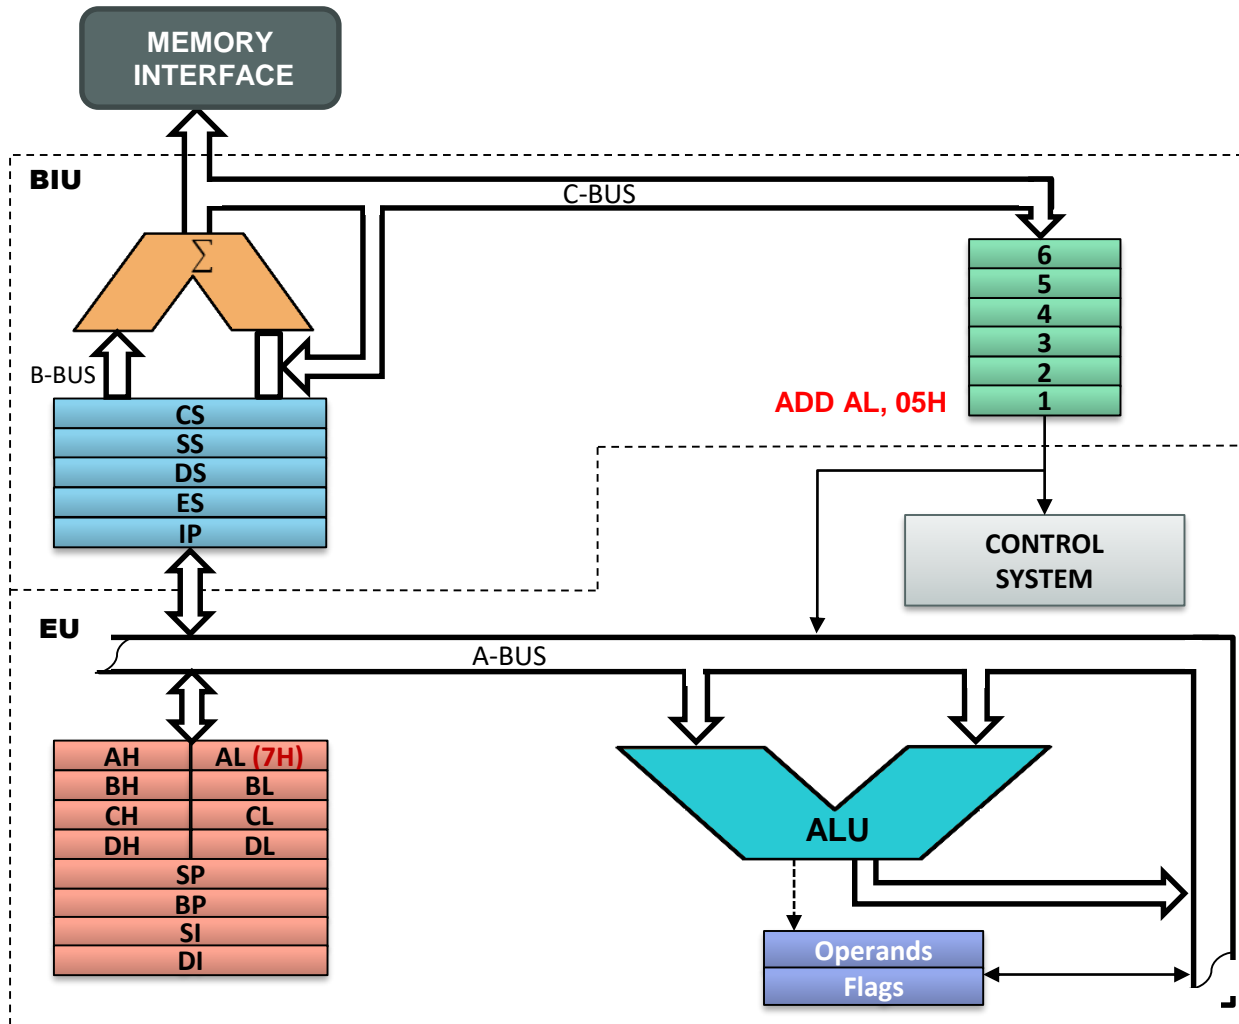 MEMORY
INTERFACE
BIU
C-BUS
Σ
6
5
4
3
2
1
B-BUS
ADD AL, 05H
CS
SS
DS
ES
IP
CONTROL
SYSTEM
EU
A-BUS
AH AL (7H)
BH BL
CH CL
DH DL
SP
BP
SI
DI
ALU
Operands
Flags